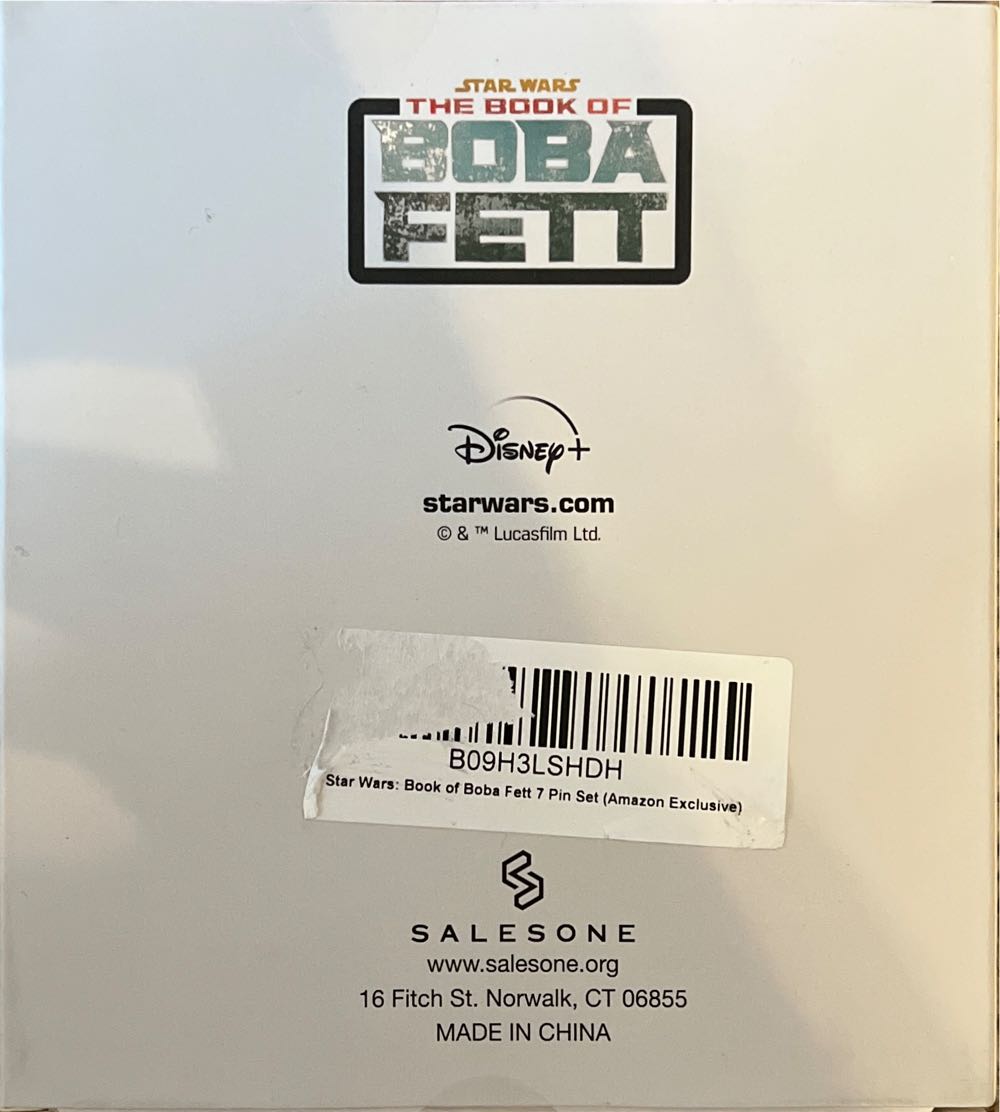 STAR WARS
THE BOOK OF
BOBA
FETT
Disney+
starwars.com
© & ™ Lucasfilm Ltd.
B09H3LSHDH
Star Wars: Book of Boba Fett 7 Pin Set (Amazon Exclusive)
SALESONE
www.salesone.org
16 Fitch St. Norwalk, CT 06855
MADE IN CHINA